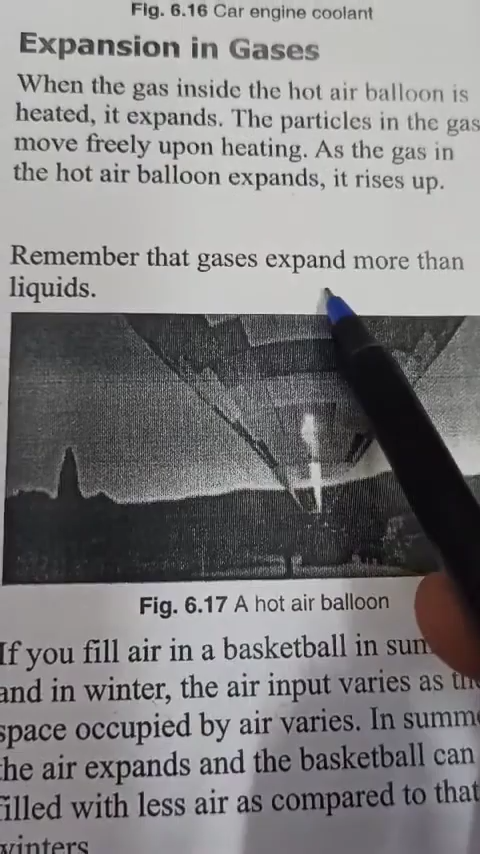 Fig. 6.16 Car engine coolant
Expansion in Gases
When the gas inside the hot air balloon is
heated, it expands. The particles in the gas
move freely upon heating. As the gas in
the hot air balloon expands, it rises up.
Remember that gases expand more than
liquids.
Fig. 6.17 A hot air balloon
If you fill air in a basketball in sum
and in winter, the air input varies as the
space occupied by air varies. In summe
the air expands and the basketball can
filled with less air as compared to that
winters